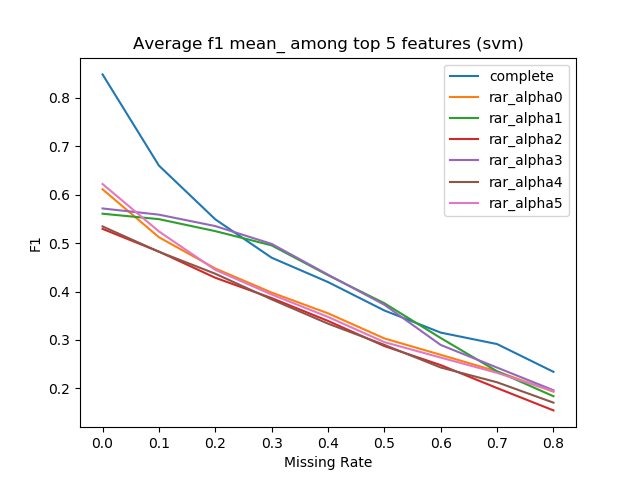 Average f1 mean_ among top 5 features (svm)
complete
rar_alpha0
rar_alpha1
rar_alpha2
rar_alpha3
rar_alpha4
rar_alpha5
0.8
0.7
0.6
0.5
0.4
0.3
0.2
F1
0.0 0.1 0.2 0.3 0.4 0.5 0.6 0.7 0.8
Missing Rate